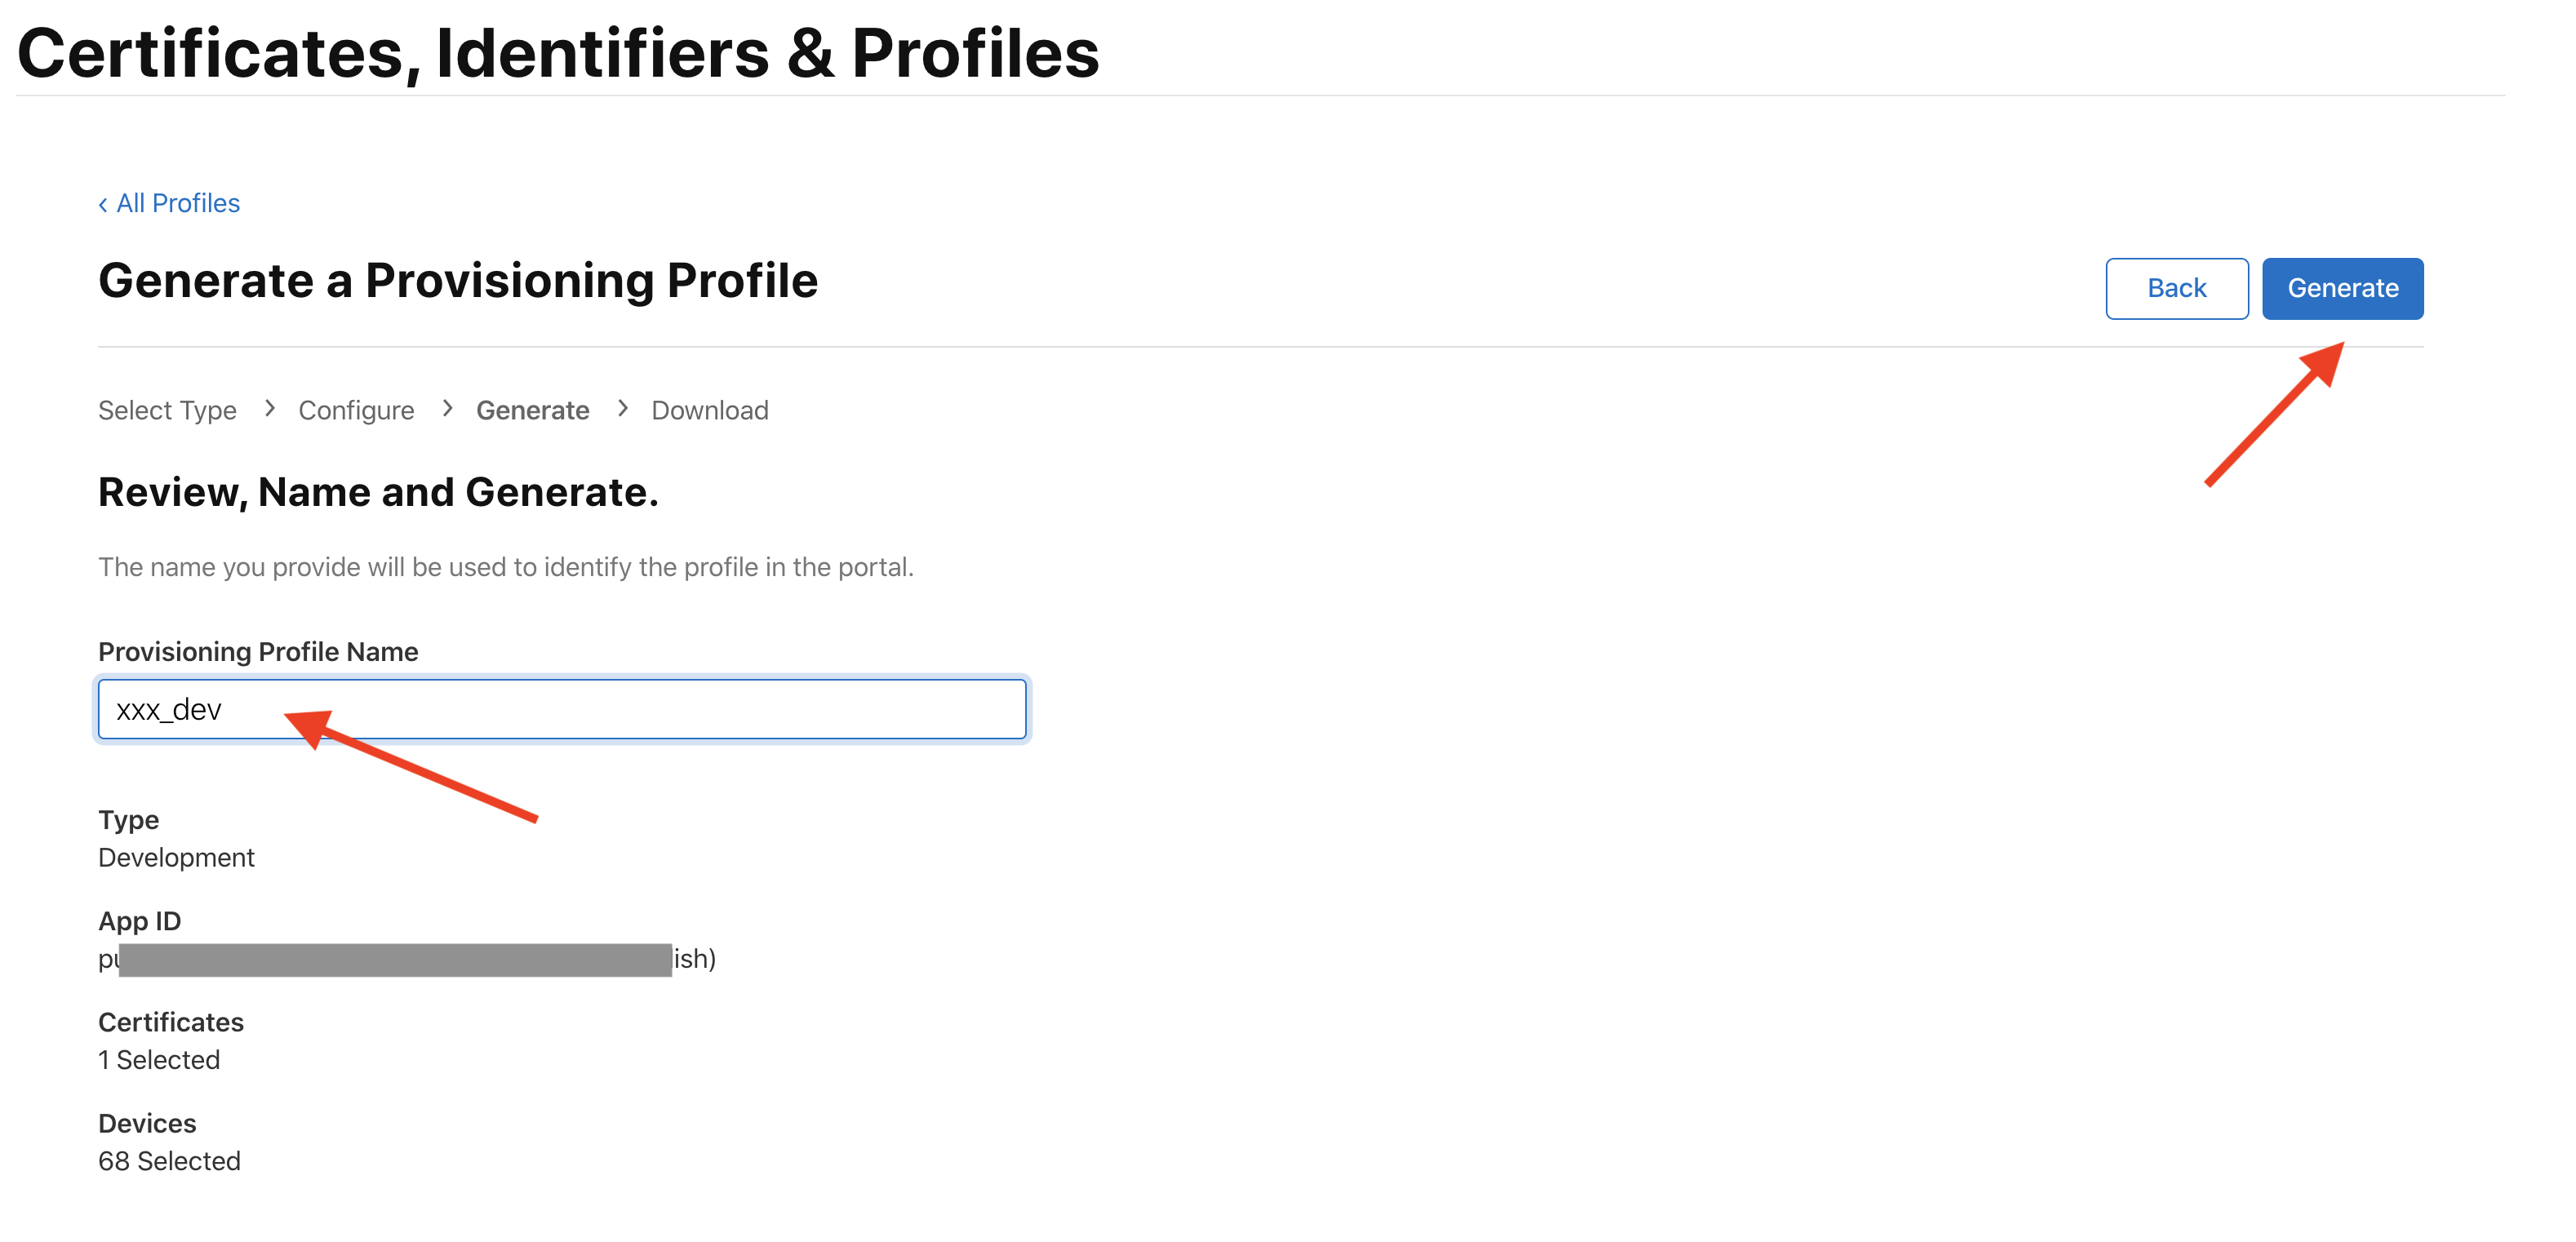 Certificates, Identifiers & Profiles
‹ All Profiles
Generate a Provisioning Profile
Back
Generate
Select Type > Configure > Generate > Download
Review, Name and Generate.
The name you provide will be used to identify the profile in the portal.
Provisioning Profile Name
xxx_dev
Type
Development
App ID
ish)
Certificates
1 Selected
Devices
68 Selected